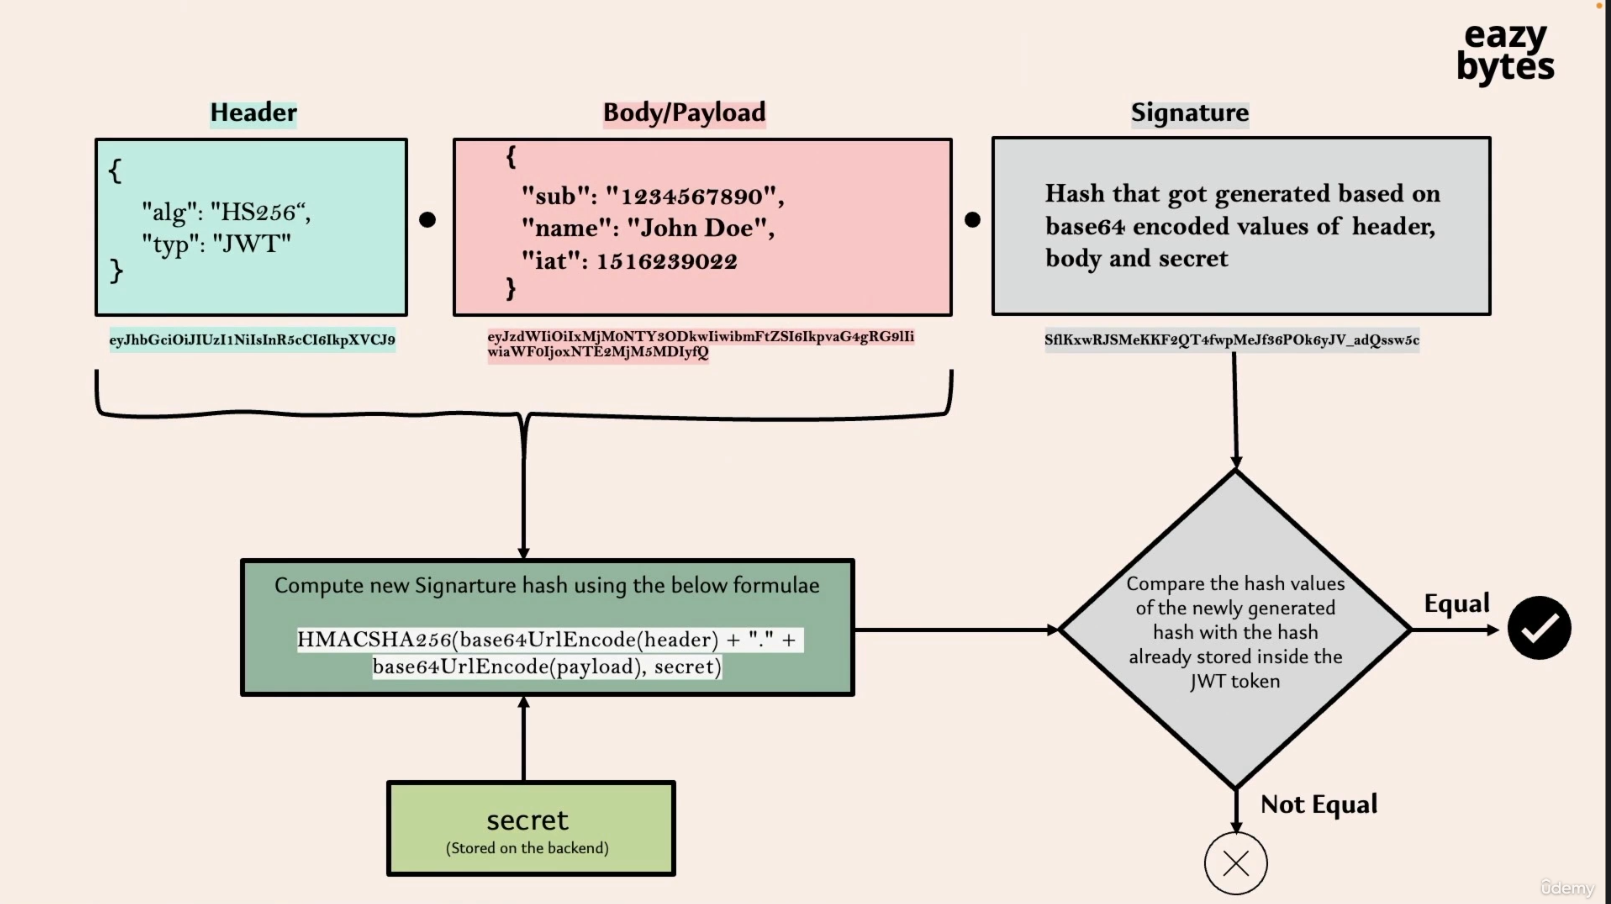 eazy
bytes
Header
Body/Payload
Signature
{
"alg": "HS256“,
"typ": "JWT"
}
{
"sub": "1234567890",
"name": "John Doe",
"iat": 1516239022
}
Hash that got generated based on
base64 encoded values of header,
body and secret
eyJhbGciOiJIUzI1NiIsInR5cCI6IkpXVCJ9
eyJzdWIiOiIxMjM0NTY3ODkwIiwibmFtZSI6IkpvaG4gRG9lIi
wiaWF0IjoxNTE2MjM5MDIyfQ
SflKxwRJSMeKKF2QT4fwpMeJf36POk6yJV_adQssw5c
Compute new Signarture hash using the below formulae
HMACSHA256(base64UrlEncode(header) + "." +
base64UrlEncode(payload), secret)
Compare the hash values
of the newly generated
hash with the hash
already stored inside the
JWT token
Equal
Not Equal
secret
(Stored on the backend)
ûdemy